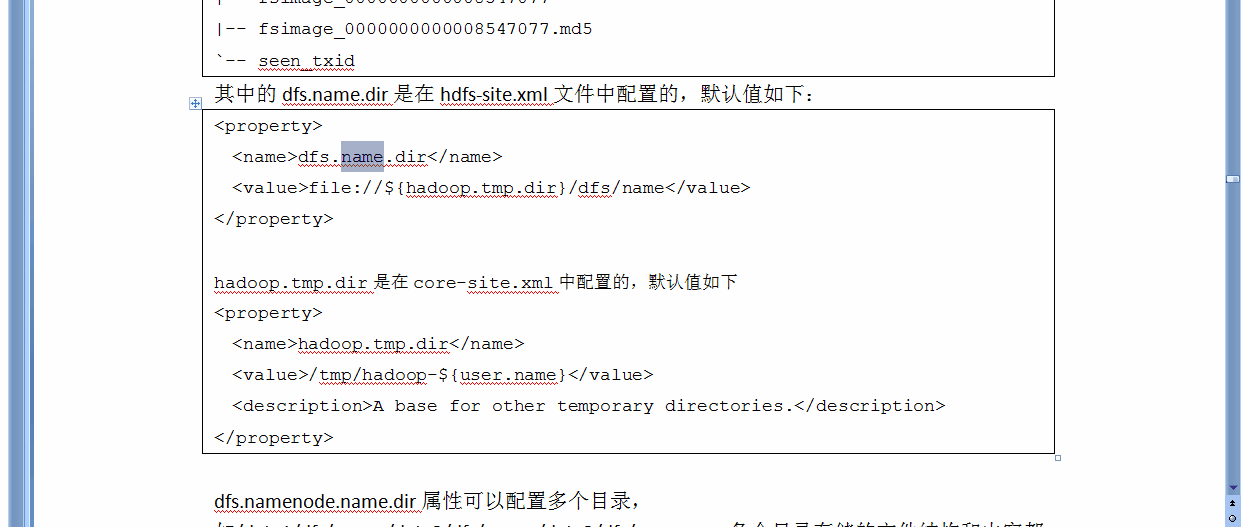 |-- fsimage_0000000000008547077
|-- fsimage_0000000000008547077.md5
`-- seen_txid
其中的 dfs.name.dir 是在 hdfs-site.xml 文件中配置的，默认值如下：
<property>
<name>dfs.name.dir</name>
<value>file://${hadoop.tmp.dir}/dfs/name</value>
</property>
hadoop.tmp.dir 是在 core-site.xml 中配置的，默认值如下
<property>
<name>hadoop.tmp.dir</name>
<value>/tmp/hadoop-${user.name}</value>
<description>A base for other temporary directories.</description>
</property>
dfs.namenode.name.dir 属性可以配置多个目录，